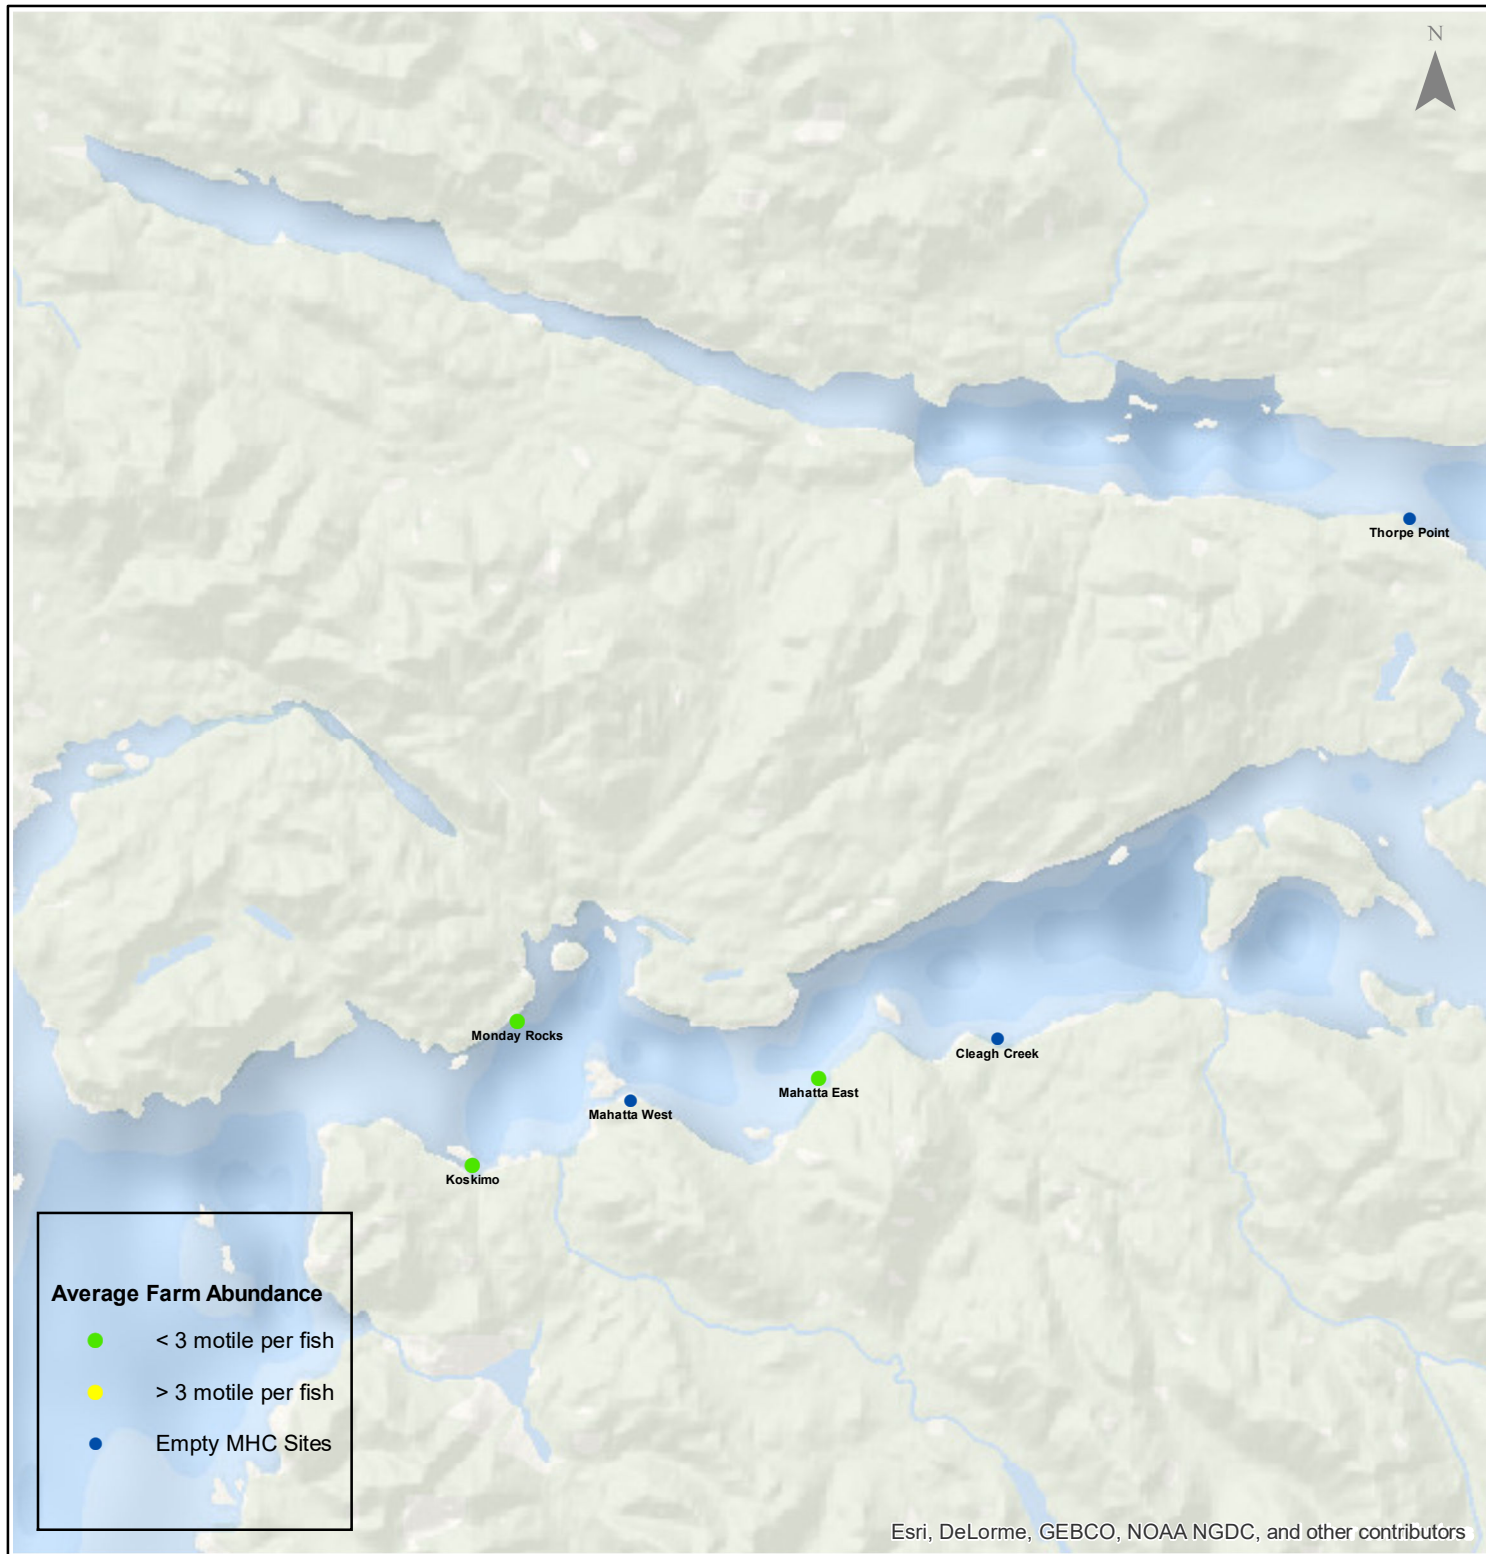 N
Thorpe Point
Monday Rocks
Cleagh Creek
Mahatta East
Mahatta West
Koskimo
Average Farm Abundance
< 3 motile per fish
> 3 motile per fish
Empty MHC Sites
Esri, DeLorme, GEBCO, NOAA NGDC, and other contributors